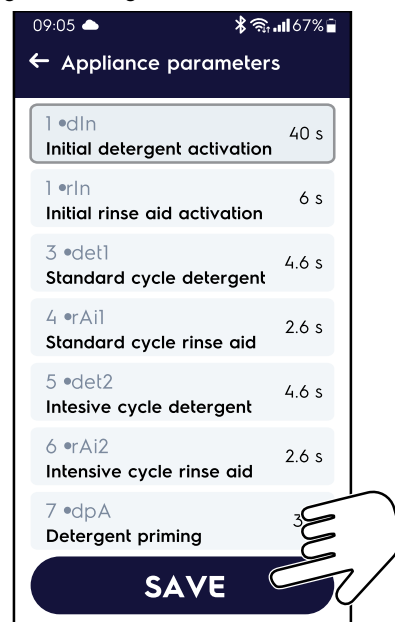 09:05 67%
← Appliance parameters
1 •dIn
Initial detergent activation
40 s
1 •rIn
Initial rinse aid activation
6 s
3 •det1
Standard cycle detergent
4.6 s
4 •rAi1
Standard cycle rinse aid
2.6 s
5 •det2
Intesive cycle detergent
4.6 s
6 •rAi2
Intensive cycle rinse aid
2.6 s
7 •dpA
Detergent priming
SAVE